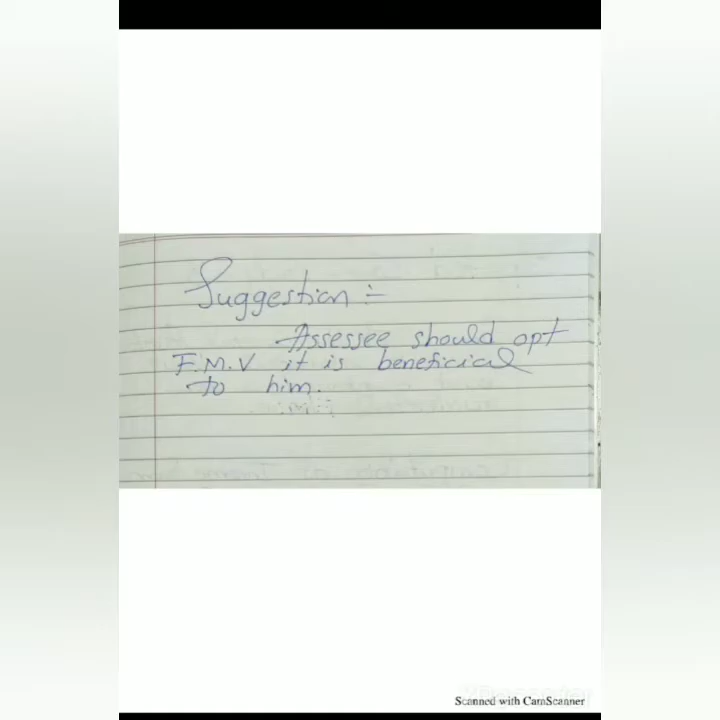 Suggestion :-
Assessee should opt
F.M.V it is beneficial
to him.
Scanned with CamScanner